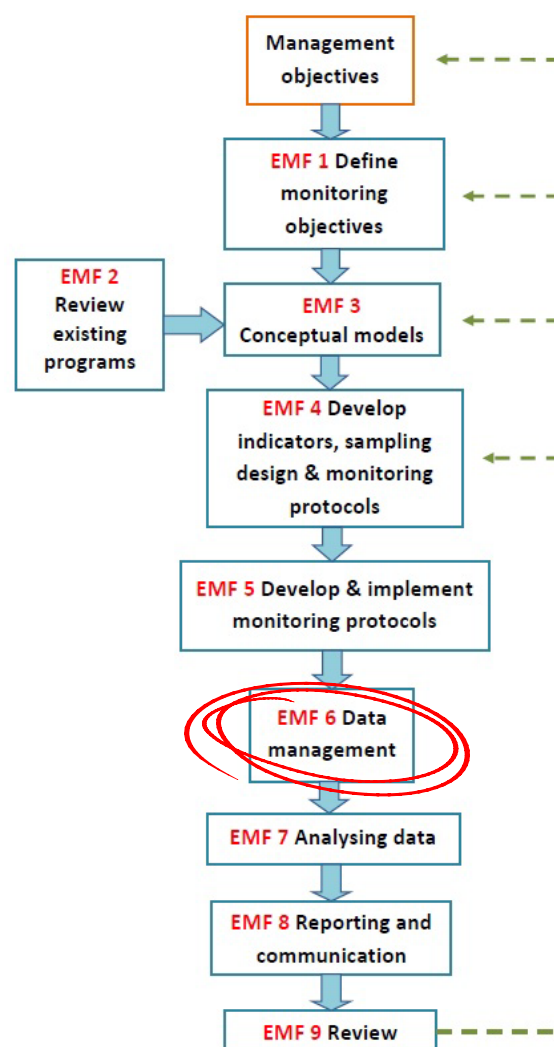 Management
objectives
EMF 1 Define
monitoring
objectives
EMF 2
Review
existing
programs
EMF 3
Conceptual models
EMF 4 Develop
indicators, sampling
design & monitoring
protocols
EMF 5 Develop & implement
monitoring protocols
EMF 6 Data
management
EMF 7 Analysing data
EMF 8 Reporting and
communication
EMF 9 Review